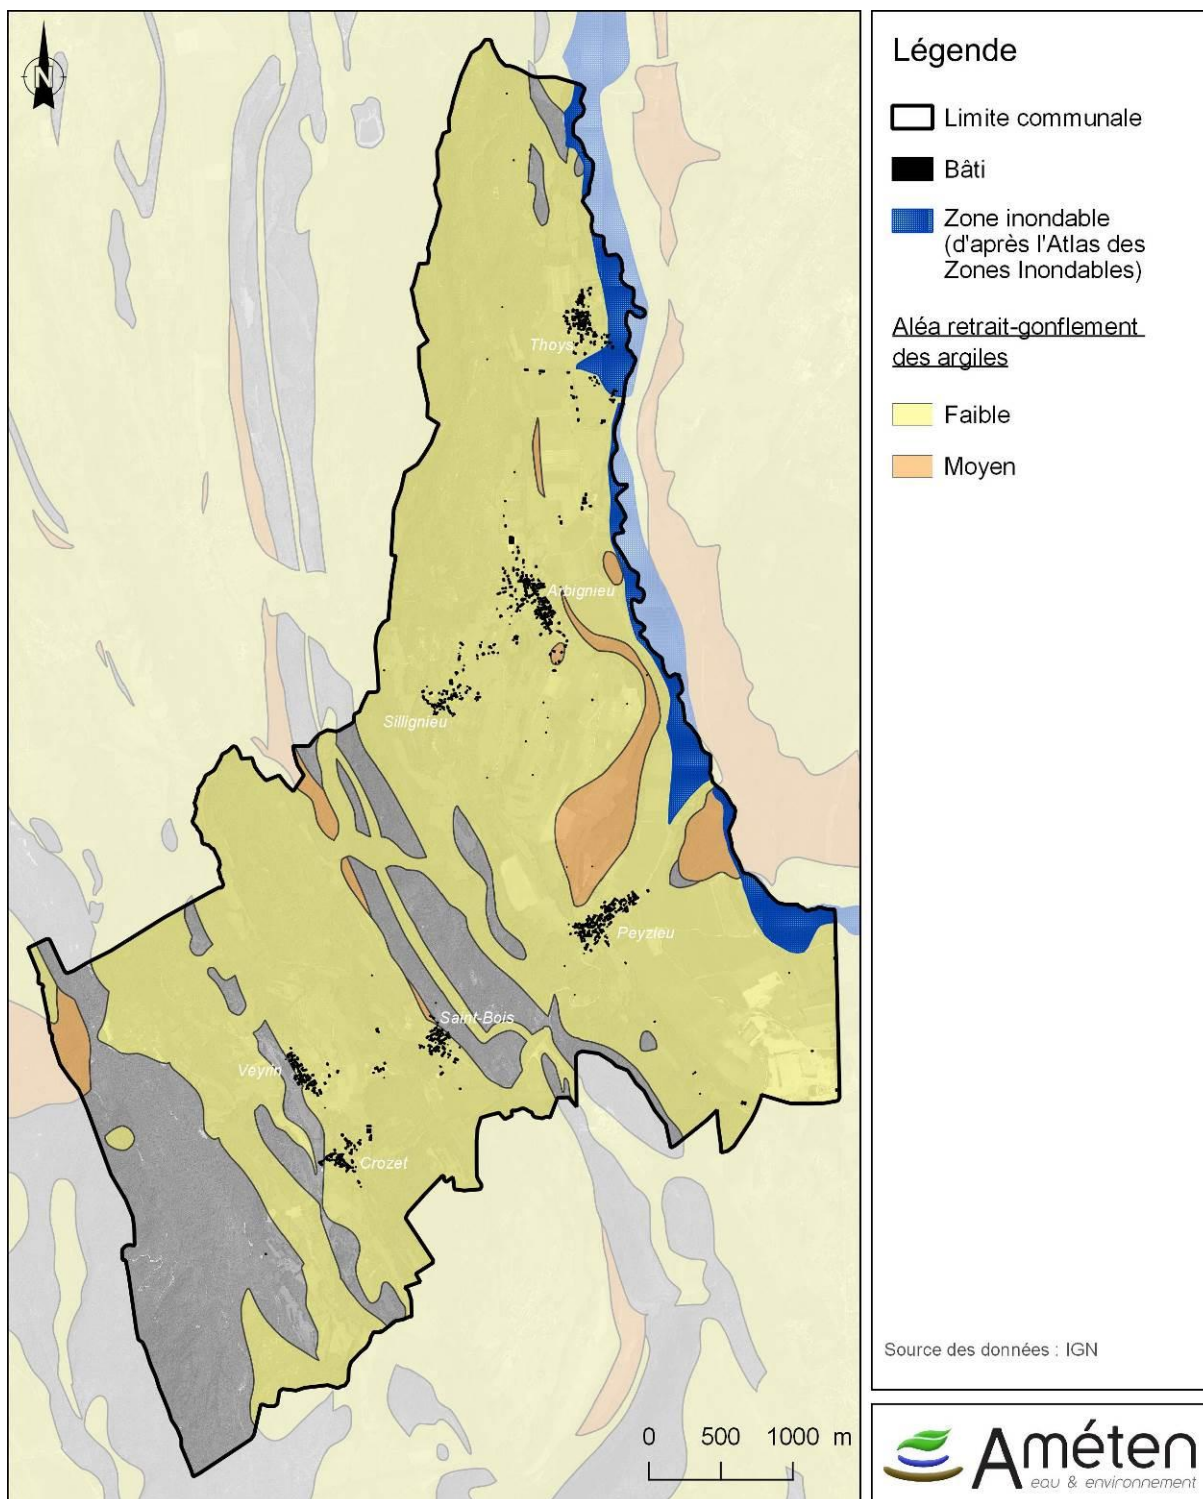 N
Thoys
Arbignieu
Sillignieu
Peyzieu
Saint-Bois
Veyrin
Crozet
0 500 1000 m
Légende
Limite communale
Bâti
Zone inondable
(d'après l'Atlas des
Zones Inondables)
Aléa retrait-gonflement
des argiles
Faible
Moyen
Source des données : IGN
Améten
eau & environnement